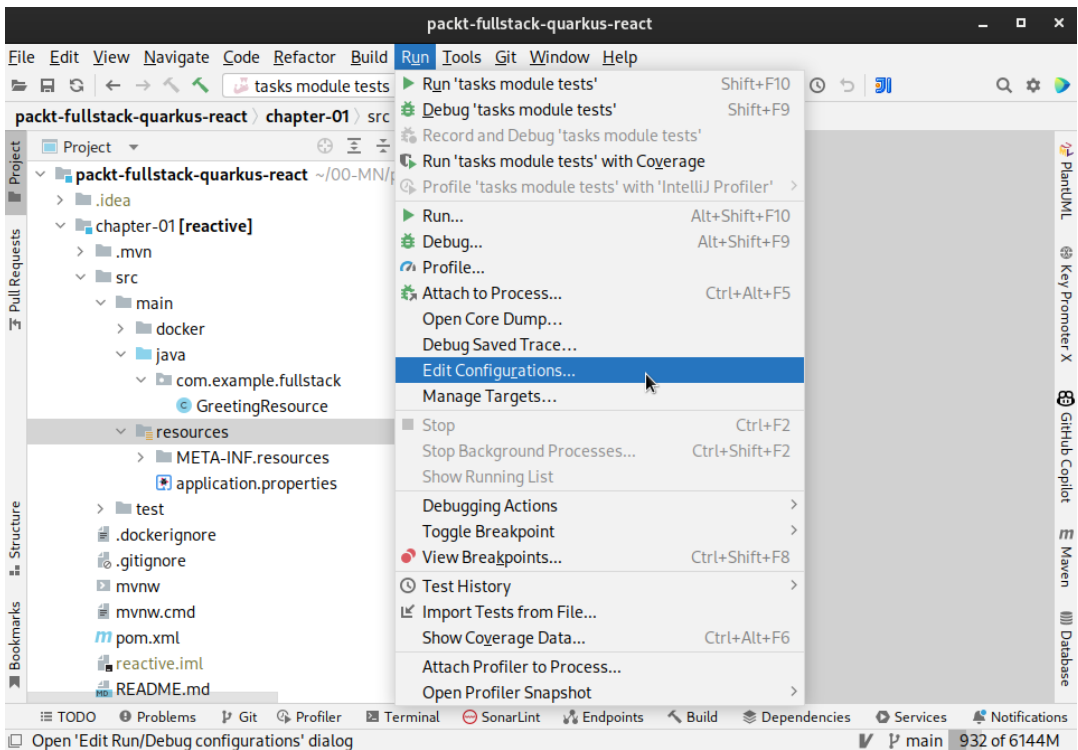 packt-fullstack-quarkus-react
File Edit View Navigate Code Refactor Build Run Tools Git Window Help
tasks module tests
packt-fullstack-quarkus-react chapter-01 src
Project
packt-fullstack-quarkus-react ~/00-MN/
.idea
chapter-01 [reactive]
.mvn
src
main
docker
java
com.example.fullstack
GreetingResource
resources
META-INF.resources
application.properties
test
.dockerignore
.gitignore
mvnw
mvnw.cmd
pom.xml
reactive.iml
README.md
Run 'tasks module tests' Shift+F10
Debug 'tasks module tests' Shift+F9
Record and Debug 'tasks module tests'
Run 'tasks module tests' with Coverage
Profile 'tasks module tests' with 'IntelliJ Profiler'
Run... Alt+Shift+F10
Debug... Alt+Shift+F9
Profile...
Attach to Process... Ctrl+Alt+F5
Open Core Dump...
Debug Saved Trace...
Edit Configurations...
Manage Targets...
Stop Ctrl+F2
Stop Background Processes... Ctrl+Shift+F2
Show Running List
Debugging Actions
Toggle Breakpoint
View Breakpoints... Ctrl+Shift+F8
Test History
Import Tests from File...
Show Coverage Data... Ctrl+Alt+F6
Attach Profiler to Process...
Open Profiler Snapshot
Project
Pull Requests
Structure
Bookmarks
PlantUML
Key Promoter X
GitHub Copilot
m Maven
Database
TODO Problems Git Profiler Terminal SonarLint Endpoints Build Dependencies Services Notifications
Open 'Edit Run/Debug configurations' dialog main 932 of 6144M